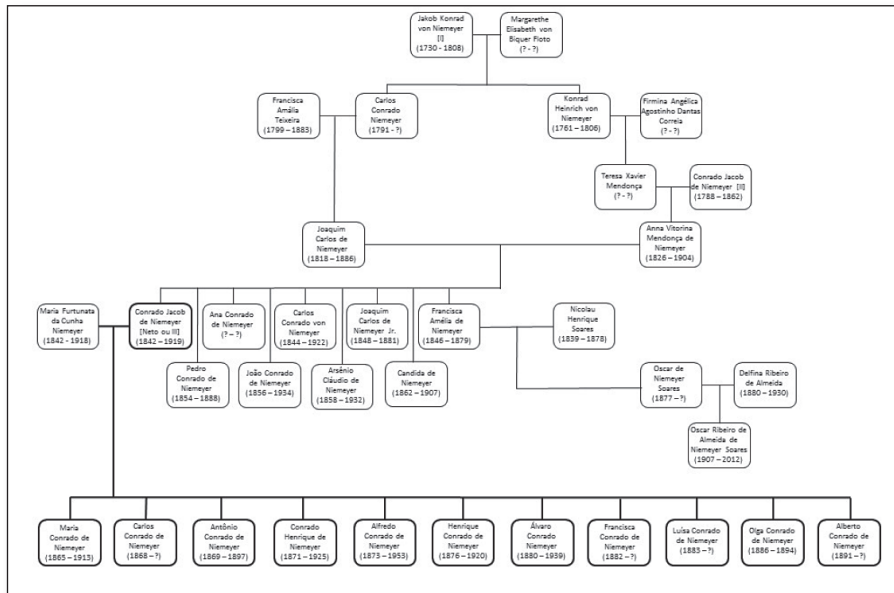 Jakob Konrad
von Niemeyer
[I]
(1730 - 1808)
Margarethe
Elisabeth von
Biquer Floto
(? - ?)
Francisca
Amália
Teixeira
(1799 – 1883)
Carlos
Conrado
Niemeyer
(1791 - ?)
Konrad
Heinrich von
Niemeyer
(1761 – 1806)
Firmina Angélica
Agostinho Dantas
Correia
(? - ?)
Teresa Xavier
Mendonça
(? - ?)
Conrado Jacob
de Niemeyer [II]
(1788 – 1862)
Joaquim
Carlos de
Niemeyer
(1818 – 1886)
Anna Vitorina
Mendonça de
Niemeyer
(1826 – 1904)
Maria Furtunata
da Cunha
Niemeyer
(1842 - 1918)
Conrado Jacob
de Niemeyer
[Neto ou III]
(1842 – 1919)
Ana Conrado
de Niemeyer
(? – ?)
Carlos
Conrado von
Niemeyer
(1844 – 1922)
Joaquim
Carlos de
Niemeyer Jr.
(1848 – 1881)
Francisca
Amélia de
Niemeyer
(1846 – 1879)
Nicolau
Henrique
Soares
(1839 – 1878)
Pedro
Conrado de
Niemeyer
(1854 – 1888)
João Conrado
de Niemeyer
(1856 – 1934)
Arsênio
Cláudio de
Niemeyer
(1858 – 1932)
Candida de
Niemeyer
(1862 – 1907)
Oscar de
Niemeyer
Soares
(1877 – ?)
Delfina Ribeiro
de Almeida
(1880 – 1930)
Oscar Ribeiro de
Almeida de
Niemeyer Soares
(1907 – 2012)
Maria
Conrado de
Niemeyer
(1865 – 1913)
Carlos
Conrado de
Niemeyer
(1868 – ?)
Antônio
Conrado de
Niemeyer
(1869 – 1897)
Conrado
Henrique de
Niemeyer
(1871 – 1925)
Alfredo
Conrado de
Niemeyer
(1873 – 1953)
Henrique
Conrado de
Niemeyer
(1876 – 1920)
Álvaro
Conrado
Niemeyer
(1880 – 1939)
Francisca
Conrado de
Niemeyer
(1882 – ?)
Luísa Conrado
de Niemeyer
(1883 – ?)
Olga Conrado
de Niemeyer
(1886 – 1894)
Alberto
Conrado de
Niemeyer
(1891 – ?)